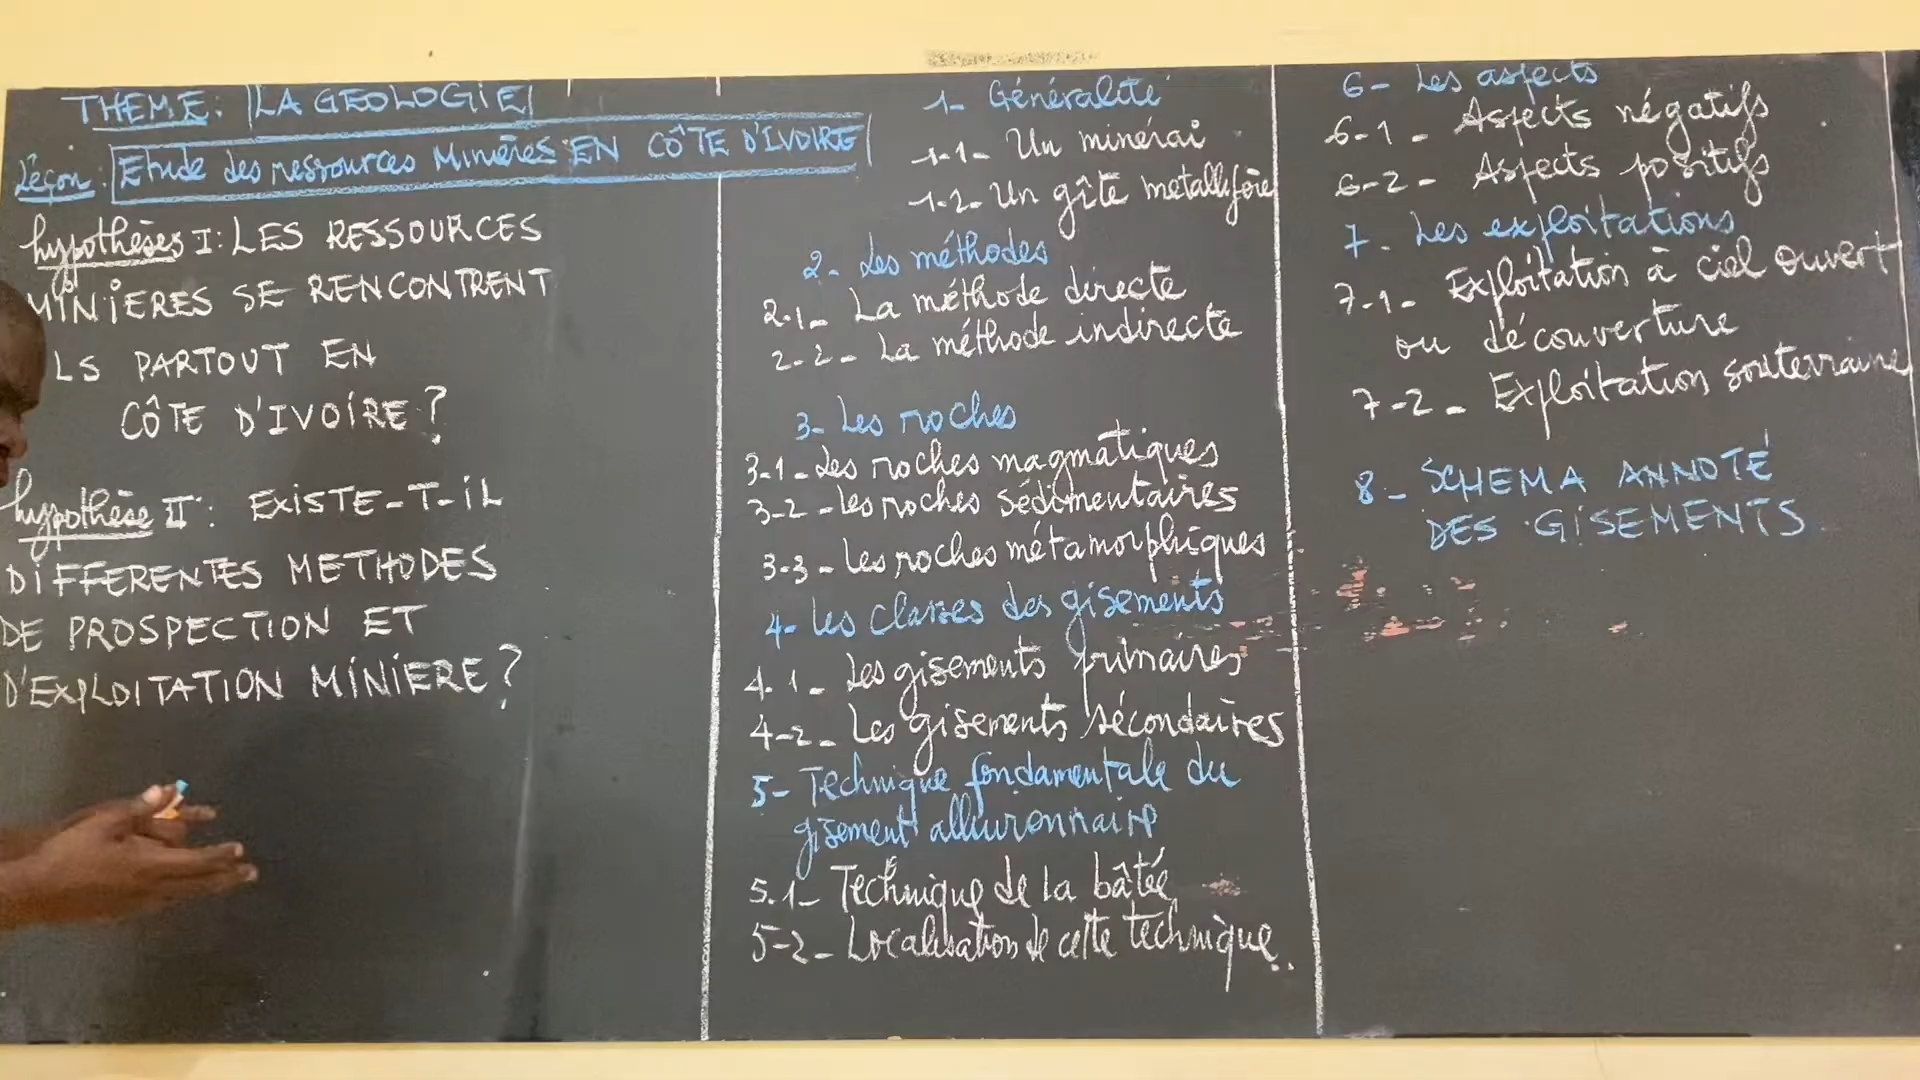 THEME: LA GEOLOGIE
Leçon: Etude des ressources Minières EN CÔTE D'IVOIRE
hypothèses I: LES RESSOURCES
MINIERES SE RENCONTRENT
LS PARTOUT EN
CÔTE D'IVOIRE?
hypothèse II: EXISTE-T-IL
DIFFERENTES METHODES
DE PROSPECTION ET
D'EXPLOITATION MINIERE?
1- Généralité
1-1- Un minérai
1-2- Un gîte metallifère
2- Les méthodes
2.1- La méthode directe
2-2- La méthode indirecte
3- Les roches
3-1- Les roches magmatiques
3-2- Les roches sédimentaires
3-3- Les roches métamorphiques
4- Les classes des gisements
4.1- Les gisements primaires
4-2- Les gisements sécondaires
5- Technique fondamentale du
gisement alluvionnaire
5.1- Technique de la bâtée
5-2- Localisation de cette technique..
6- Les aspects
6-1- Aspects négatifs
6-2- Aspects positifs
7- Les exploitations
7-1- Exploitation à ciel ouvert
ou découverture
7-2- Exploitation souterraine
8- SCHEMA ANNOTÉ
DES GISEMENTS